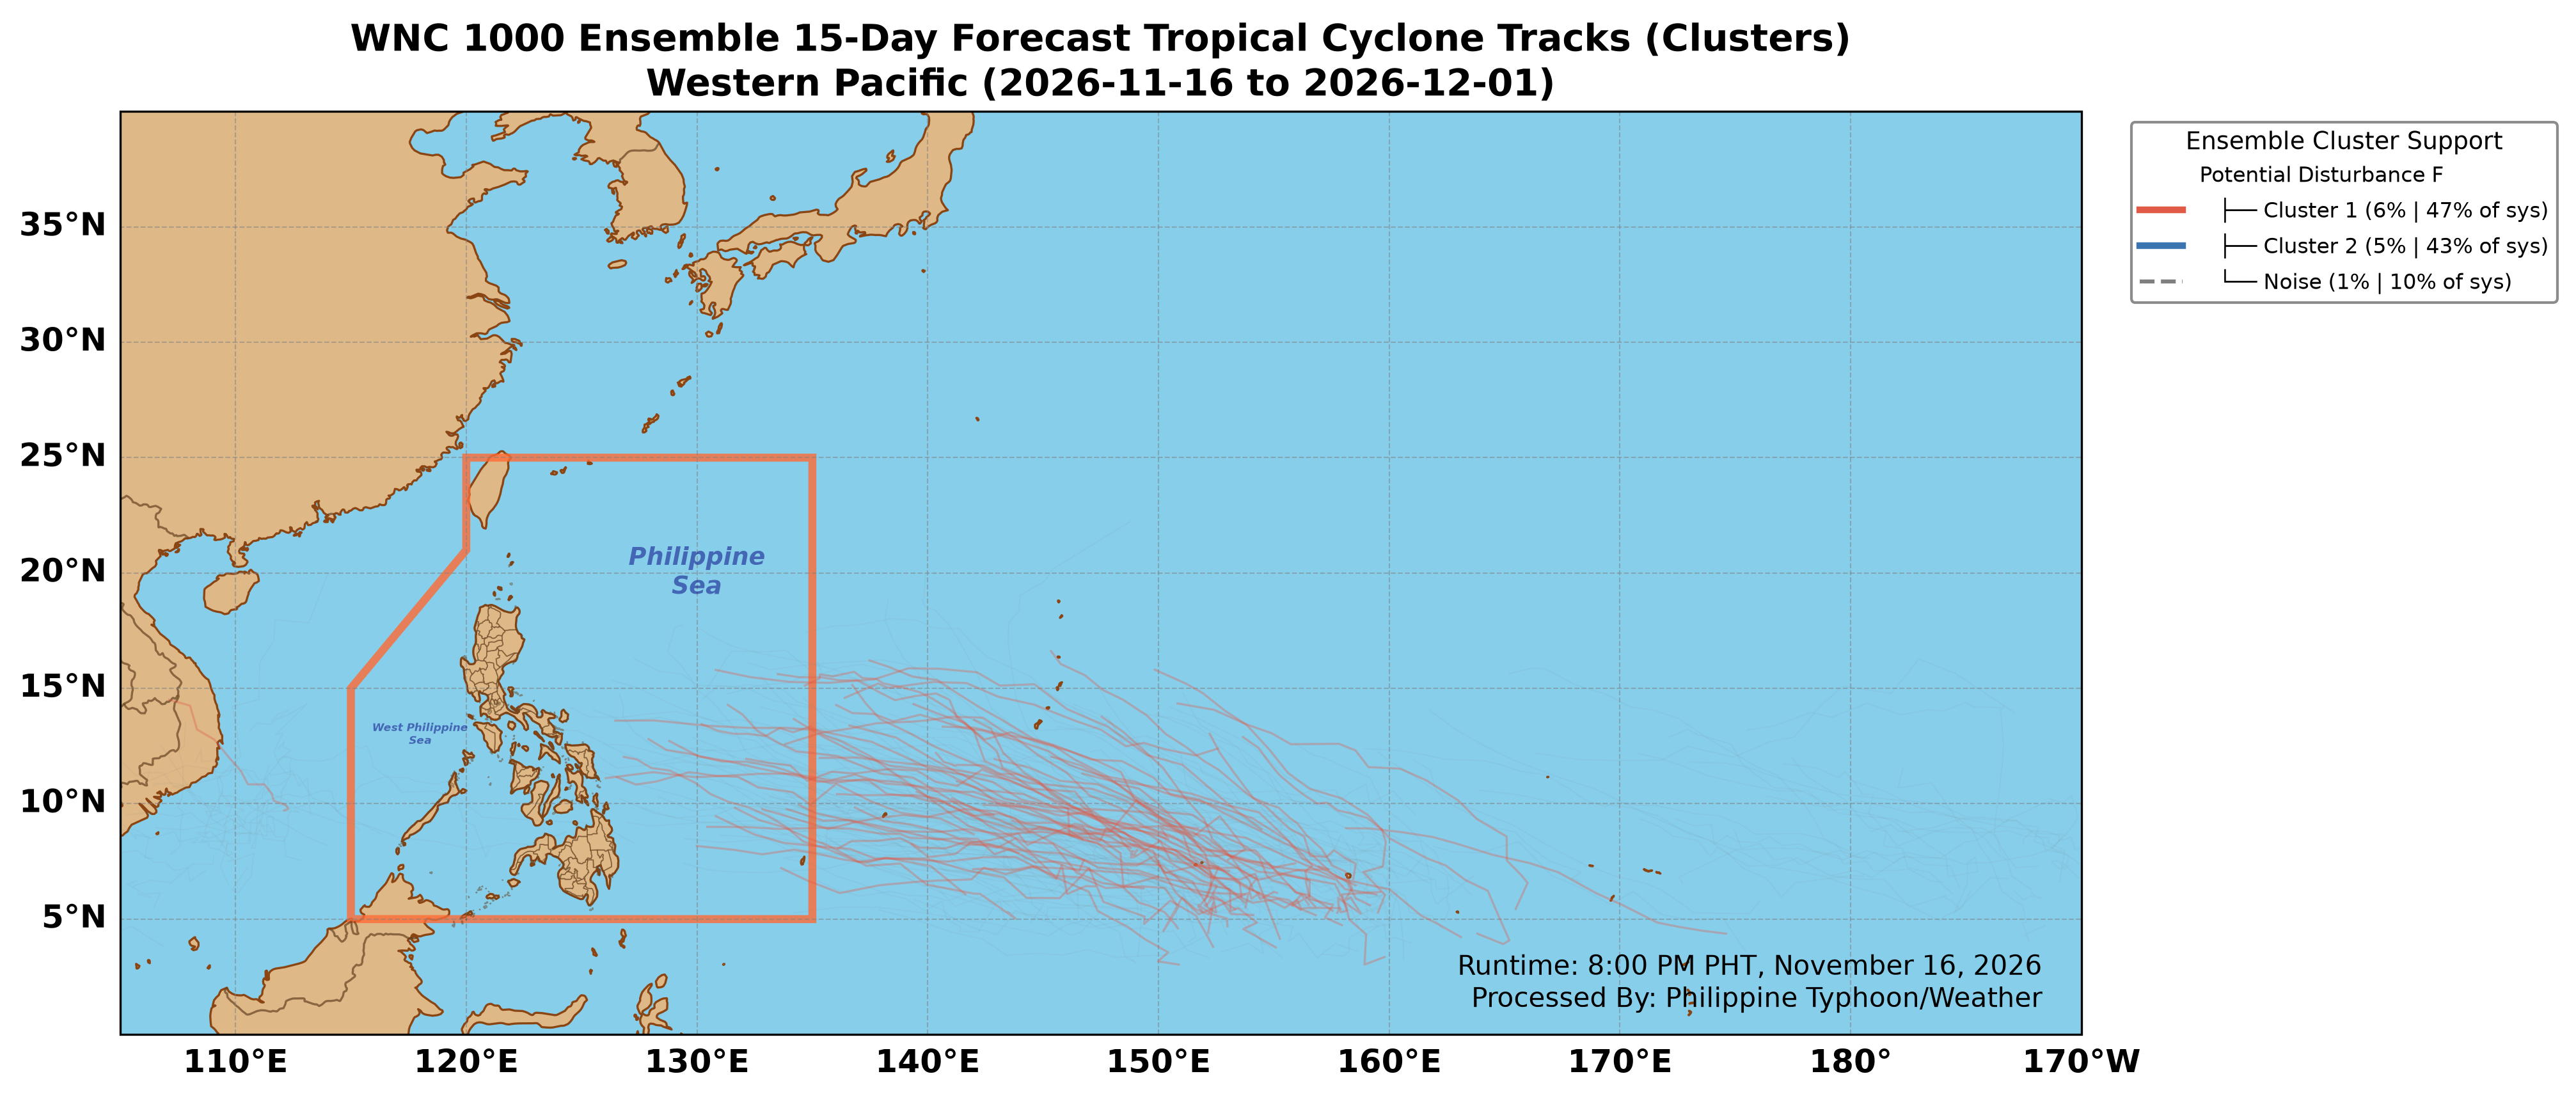 WNC 1000 Ensemble 15-Day Forecast Tropical Cyclone Tracks (Clusters)
Western Pacific (2026-11-16 to 2026-12-01)
Ensemble Cluster Support
Potential Disturbance F
├── Cluster 1 (6% | 47% of sys)
├── Cluster 2 (5% | 43% of sys)
└── Noise (1% | 10% of sys)
35°N
30°N
25°N
20°N
15°N
10°N
5°N
Philippine
Sea
West Philippine
Sea
Runtime: 8:00 PM PHT, November 16, 2026
Processed By: Philippine Typhoon/Weather
110°E
120°E
130°E
140°E
150°E
160°E
170°E
180°
170°W